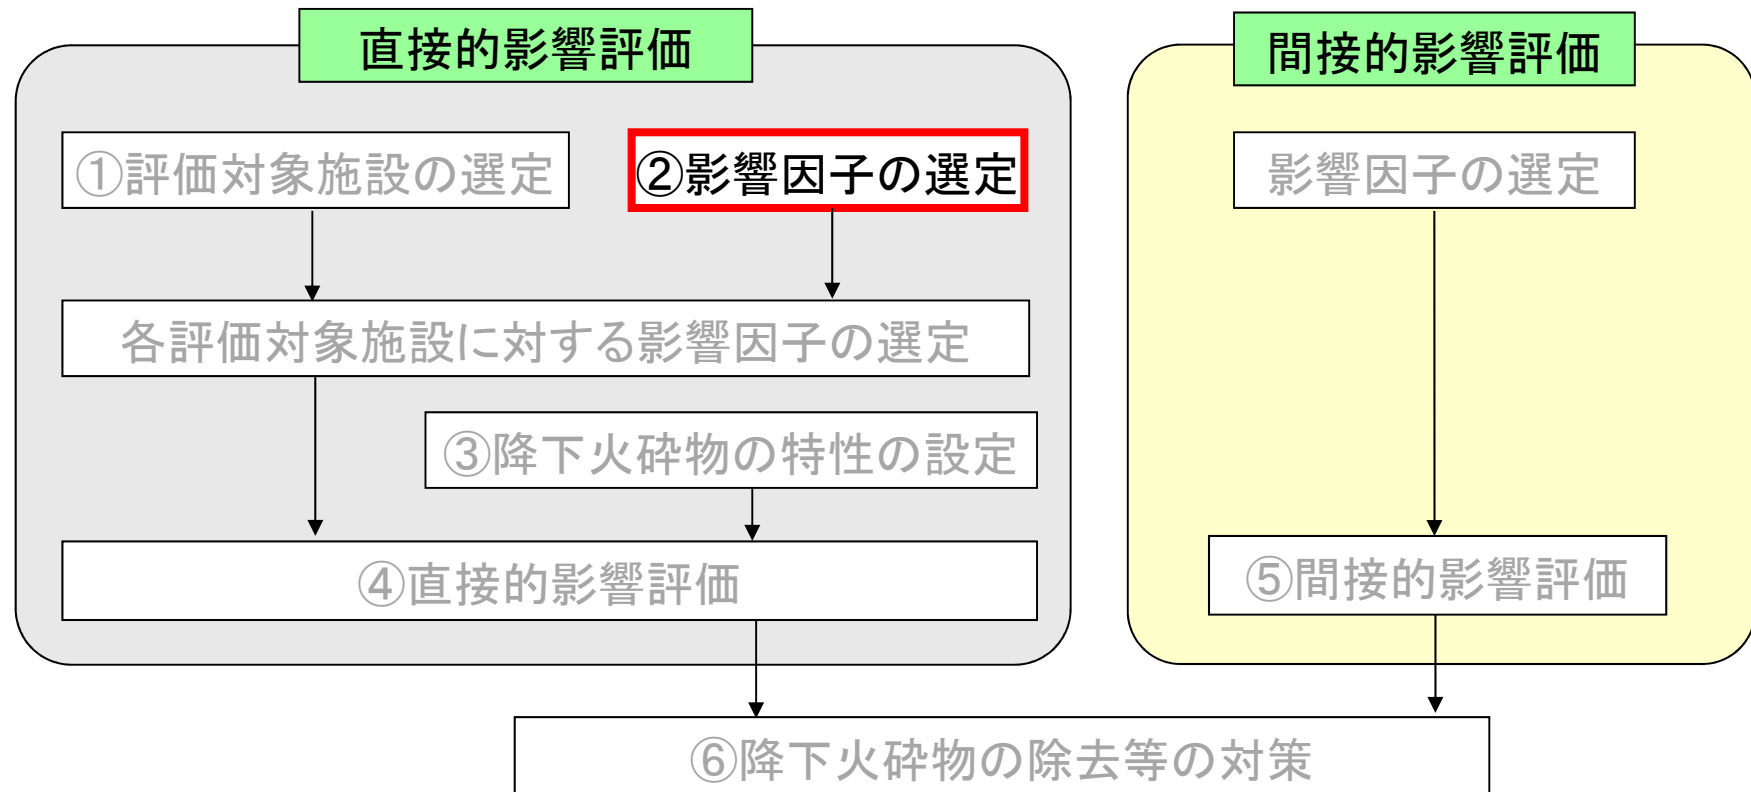 直接的影響評価
間接的影響評価
①評価対象施設の選定
②影響因子の選定
影響因子の選定
各評価対象施設に対する影響因子の選定
③降下火砕物の特性の設定
④直接的影響評価
⑤間接的影響評価
⑥降下火砕物の除去等の対策